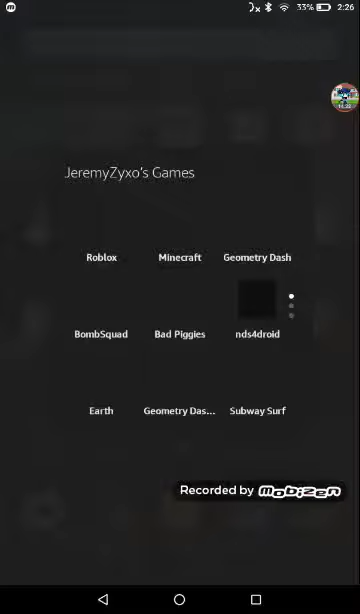 33% 2:26
JeremyZyxo's Games
Roblox Minecraft Geometry Dash
BombSquad Bad Piggies nds4droid
Earth Geometry Das... Subway Surf
Recorded by mobizen